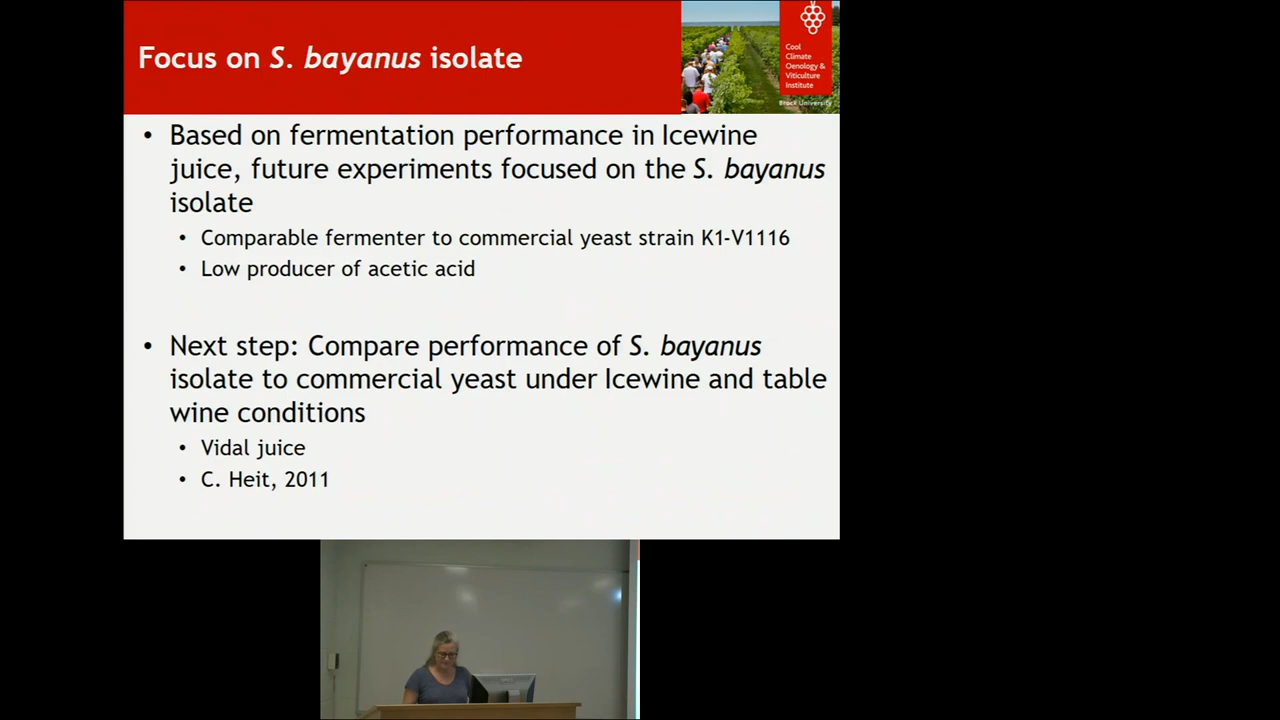 Focus on S. bayanus isolate
Cool
Climate
Oenology &
Viticulture
Institute
Brock University
• Based on fermentation performance in Icewine
juice, future experiments focused on the S. bayanus
isolate
• Comparable fermenter to commercial yeast strain K1-V1116
• Low producer of acetic acid
• Next step: Compare performance of S. bayanus
isolate to commercial yeast under Icewine and table
wine conditions
• Vidal juice
• C. Heit, 2011